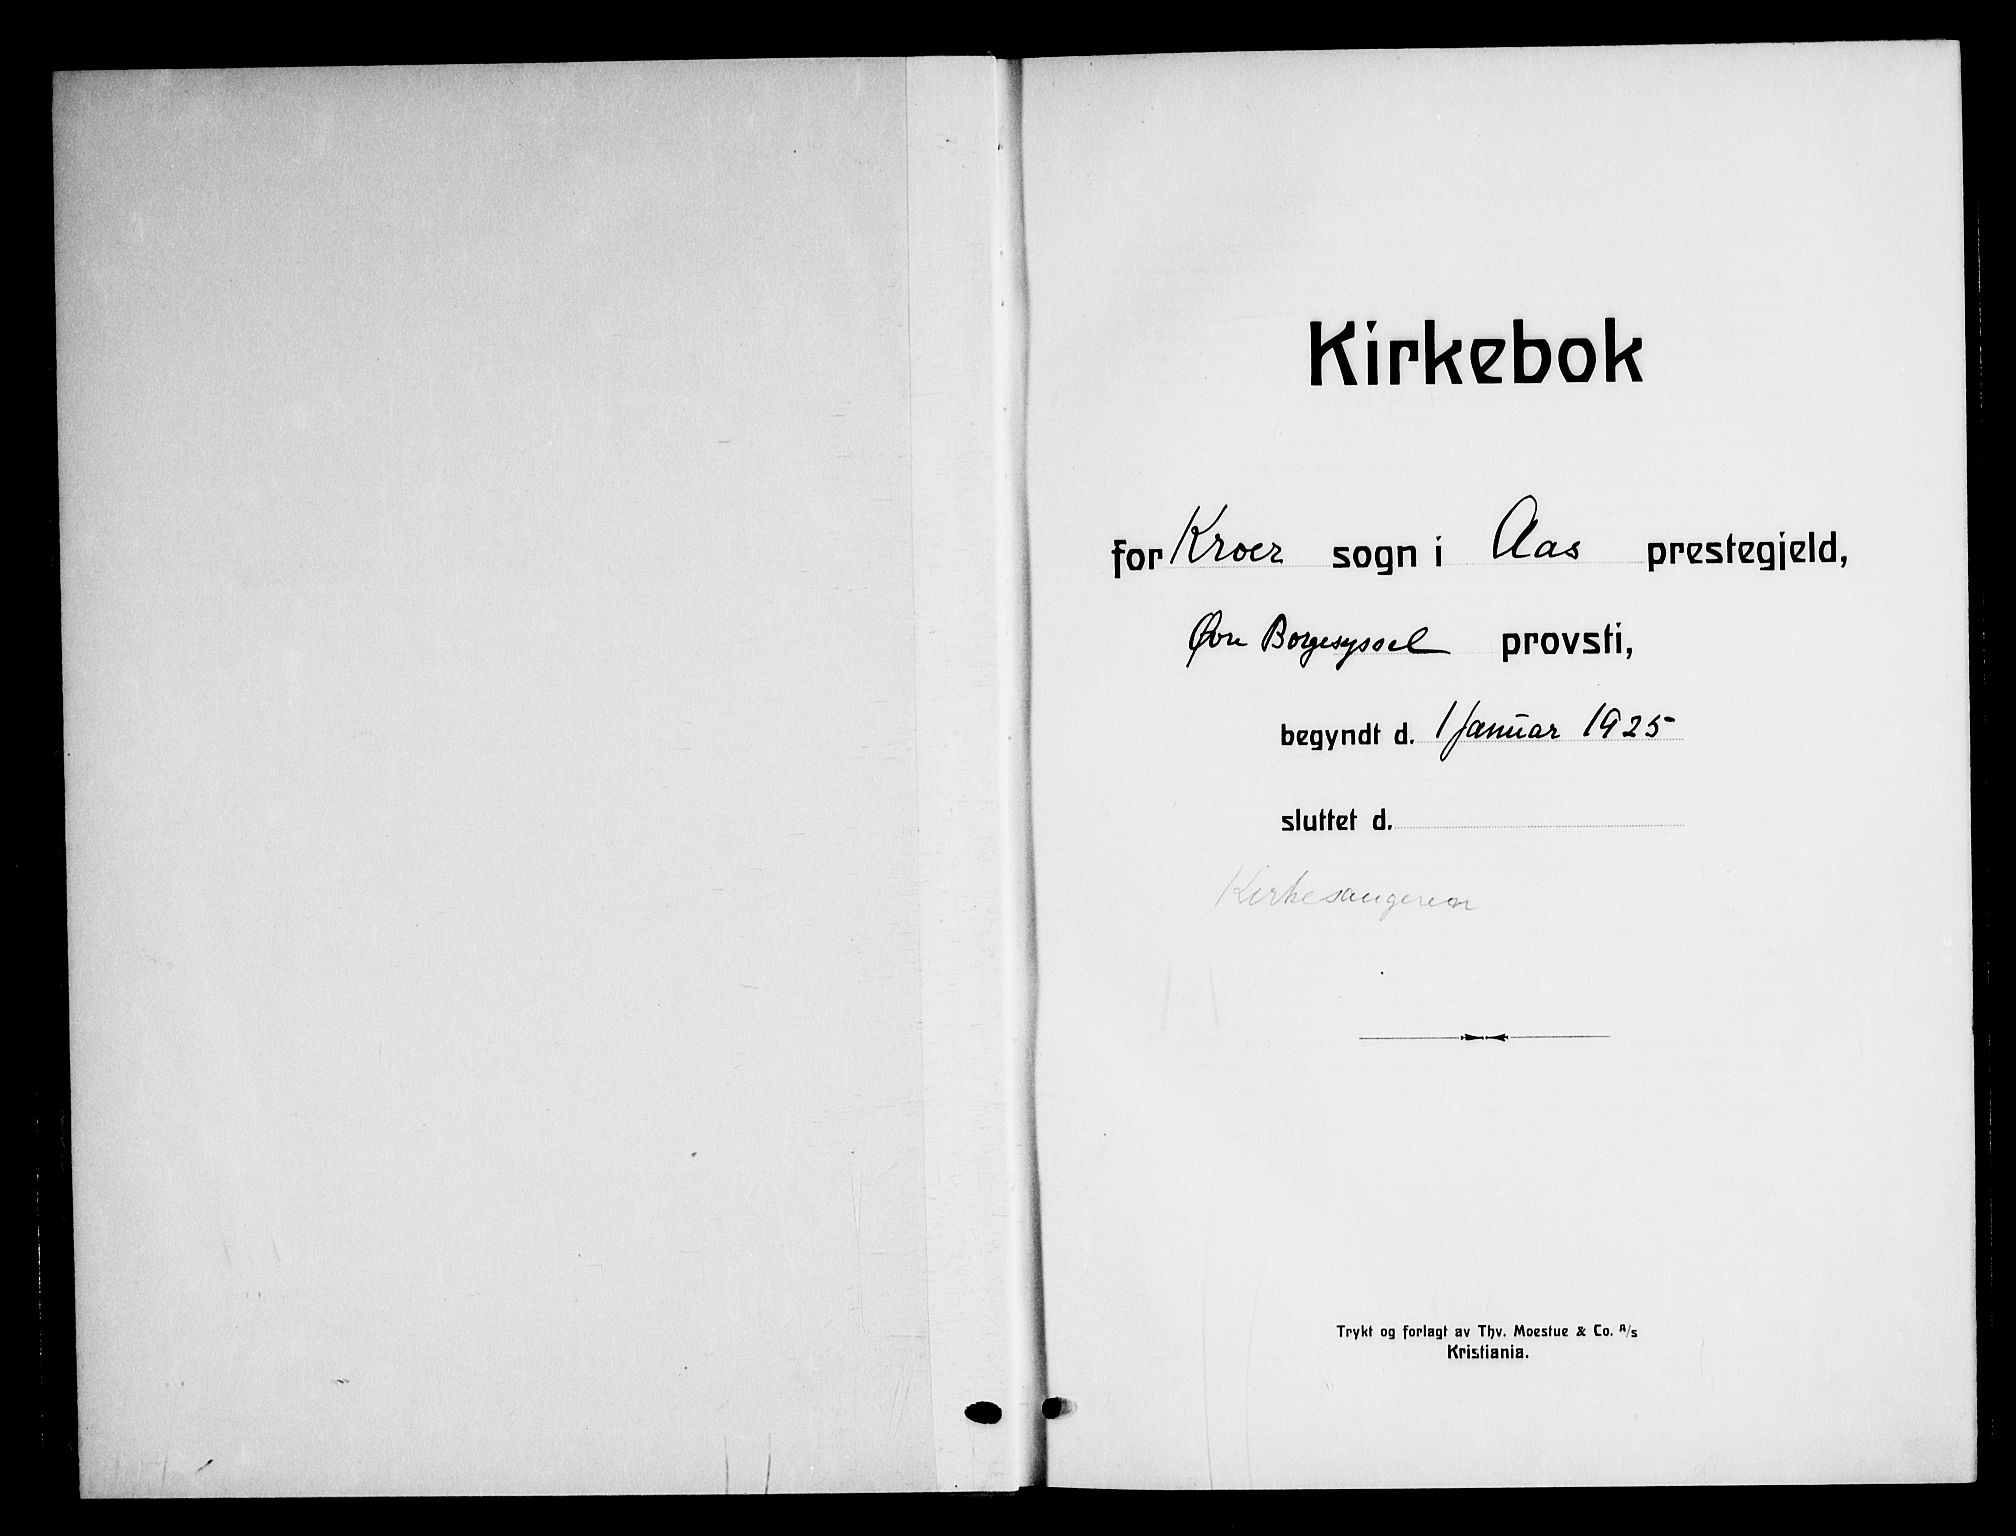 Kirkebok
for Kroer sogn i Aas prestegjeld,
Øvre Borgesyssel provsti,
begyndt d. 1 Januar 1925
sluttet d.
Kirkesangeren
Trykt og forlagt av Thv. Moestue & Co. A/s
Kristiania.